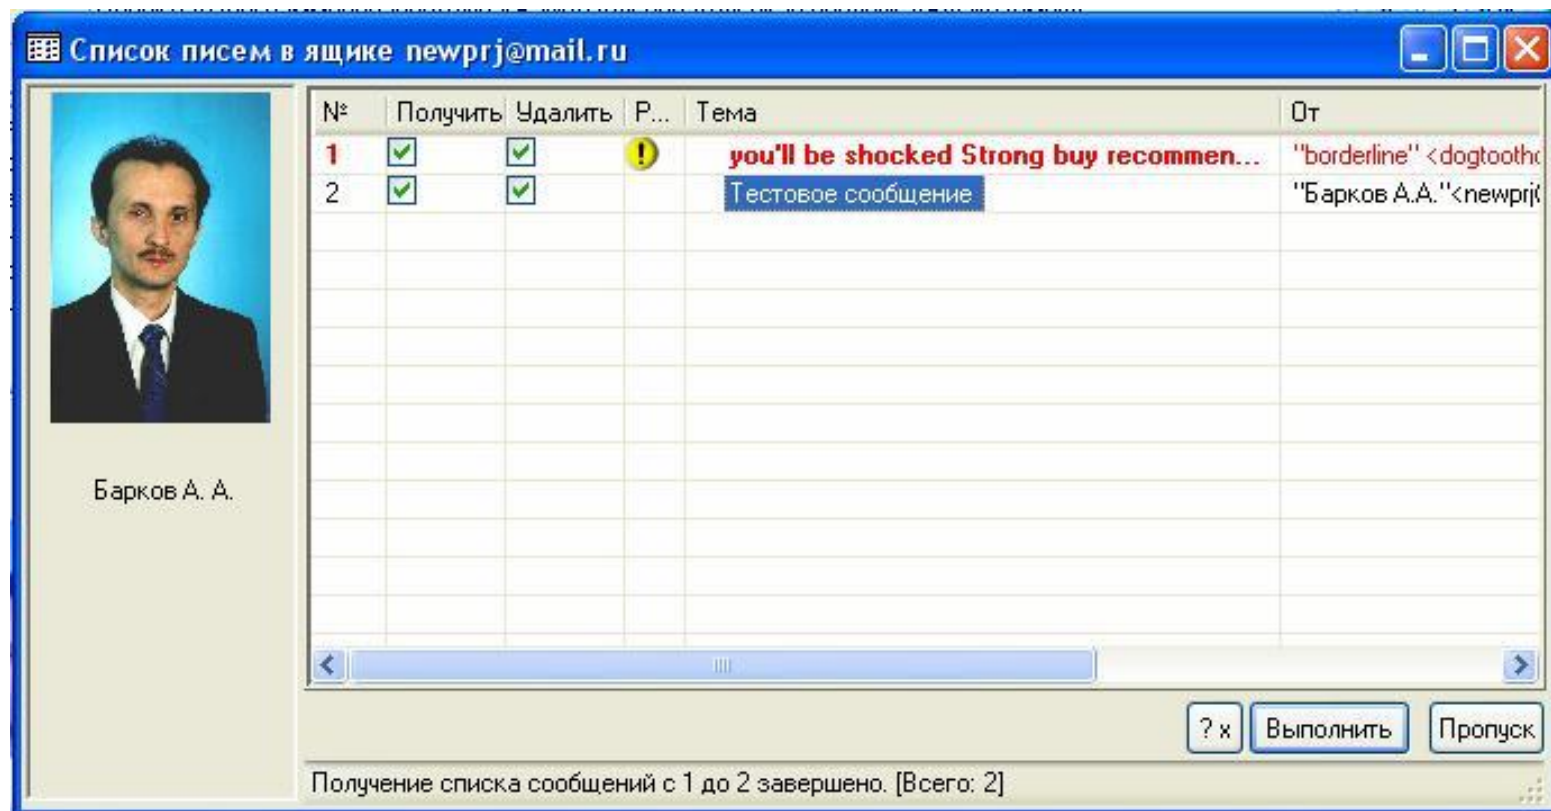 Список писем в ящике newprj@mail.ru
№ Получить Удалить Р... Тема От
1 you'll be shocked Strong buy recommen... "borderline" <dogtooth
2 Тестовое сообщение "Барков А.А."<newprj
Барков А. А.
? x Выполнить Пропуск
Получение списка сообщений с 1 до 2 завершено. [Всего: 2]